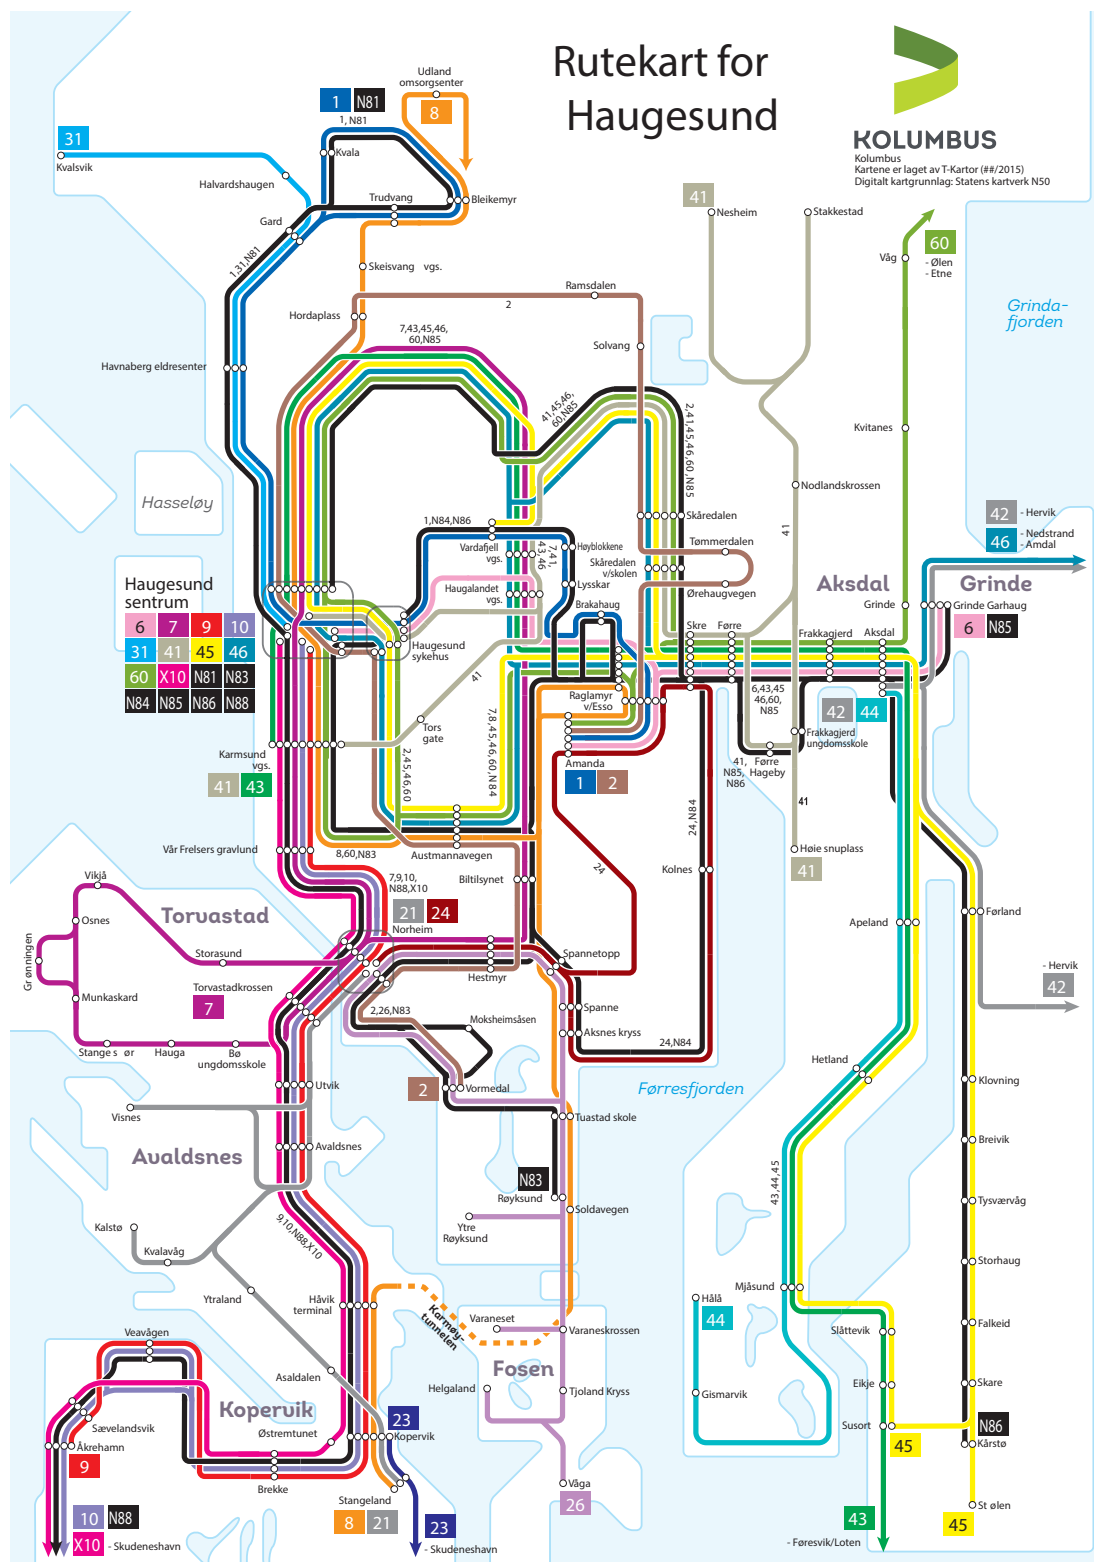 Rutekart for
Haugesund
KOLUMBUS
Kolumbus
Kartene er laget av T-Kartor (##/2015)
Digitalt kartgrunnlag: Statens kartverk N50
Udland
omsorgsenter
8
1 N81
1, N81
Kvala
31
Kvalsvik
Halvardshaugen
Trudvang
Bleikemyr
Gard
1,31,N81
Skeisvang vgs.
41
Nesheim
Stakkestad
Våg
60
- Ølen
- Etne
Grinda-
fjorden
Ramsdalen
2
Hordaplass
7,43,45,46,
60,N85
Solvang
Havnaberg eldresenter
41,45,46,
60,N85
2,41,45,46,60,N85
Kvitanes
Nodlandskrossen
41
Hasseløy
42 - Hervik
46 - Nedstrand
- Amdal
1,N84,N86
Vardafjell
vgs.
43,46
7,41,
Høyblokkene
Lysskar
Skåredalen
Skåredalen
v/skolen
Tømmerdalen
Ørehaugvegen
Haugalandet
vgs.
Brakahaug
Aksdal
Grinde
Grinde
Grinde Garhaug
6 N85
Haugesund
sentrum
6 7 9 10
31 41 45 46
60 X10 N81 N83
N84 N85 N86 N88
Haugesund
sykehus
Skre
Førre
Frakkagjerd
Aksdal
41
Raglamyr
v/Esso
6,43,45
46,60,
N85
42 44
Tors
gate
Frakkagjerd
ungdomsskole
Karmsund
vgs.
41 43
2,45,46,60
7,8,45,46,60,N84
Amanda
1 2
41,
N85,
N86
Førre
Hageby
41
24,N84
8,60,N83
Austmannavegen
Vår Frelsers gravlund
Høie snuplass
41
24
Kolnes
7,9,10,
N88,X10
Biltilsynet
Vikjå
Torvastad
21 24
Norheim
Osnes
Storasund
Spannetopp
Apeland
Førland
Grønningen
Hestmyr
- Hervik
42
Torvastadkrossen
7
Munkaskard
2,26,N83
Moksheimsåsen
Spanne
Aksnes kryss
24,N84
Stange s ør
Hauga
Bø
ungdomsskole
Hetland
Utvik
2
Vormedal
Førresfjorden
Klovning
Visnes
Tuastad skole
Avaldsnes
Avaldsnes
Breivik
N83
Røyksund
43,44,45
Tysværvåg
Kalstø
9,10,N88,X10
Ytre
Røyksund
Soldavegen
Kvalavåg
Storhaug
Ytraland
Håvik
terminal
Mjåsund
Hålå
44
Karmøy-
tunnelen
Varaneset
Varaneskrossen
Slåttevik
Falkeid
Veavågen
Fosen
Asaldalen
Helgaland
Tjoland Kryss
Gismarvik
Eikje
Skare
Kopervik
Sævelandsvik
23
Susort
N86
Østremtunet
Kopervik
45
Kårstø
Åkrehamn
9
Brekke
Våga
26
Stangeland
8 21
St ølen
45
10 N88
X10 - Skudeneshavn
23
- Skudeneshavn
43
- Føresvik/Loten